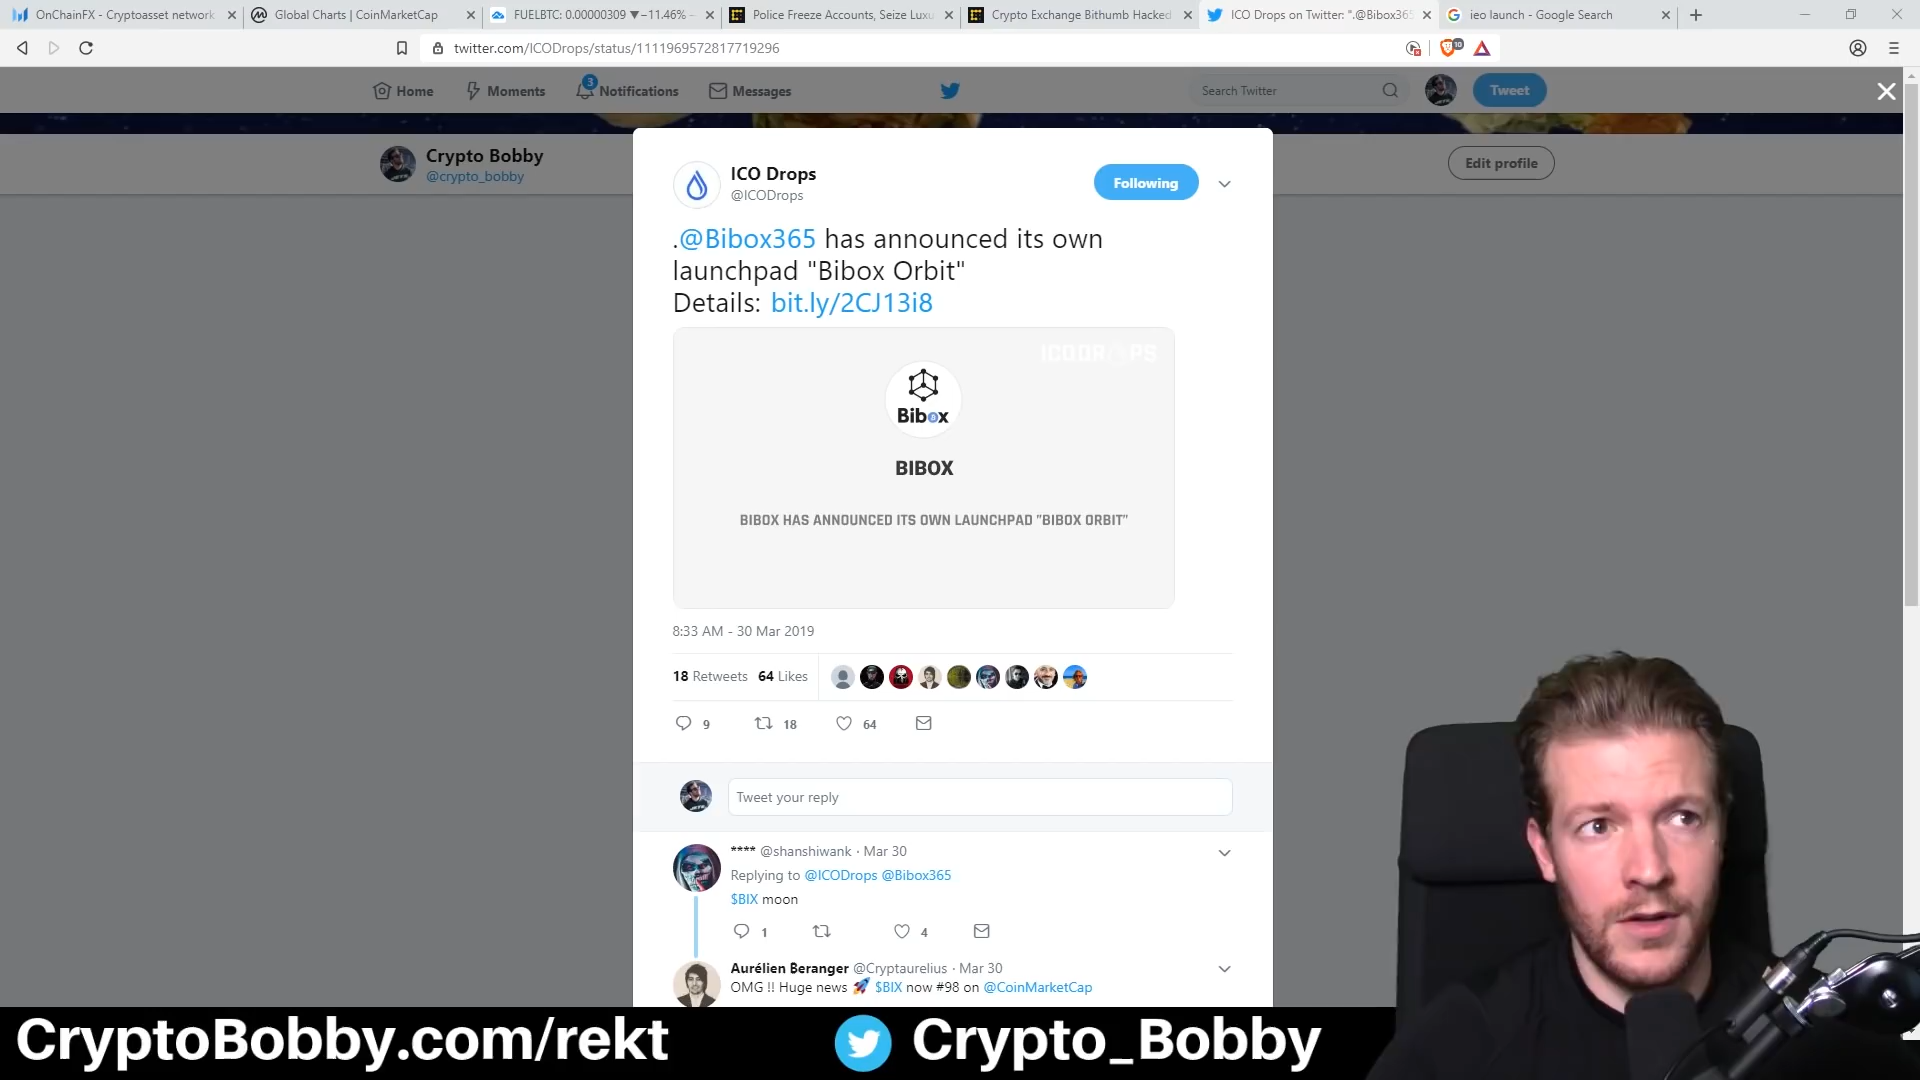 OnChainFX - Cryptoasset network
Global Charts | CoinMarketCap
FUELBTC: 0.00000309 ▼−11.46%
Police Freeze Accounts, Seize Luxu
Crypto Exchange Bithumb Hacked
ICO Drops on Twitter: ".@Bibox365
ieo launch - Google Search
twitter.com/ICODrops/status/1111969572817719296
10
Home
Moments
3
Notifications
Messages
Search Twitter
Tweet
Crypto Bobby
@crypto_bobby
Edit profile
ICO Drops
@ICODrops
Following
.@Bibox365 has announced its own
launchpad "Bibox Orbit"
Details: bit.ly/2CJ13i8
ICODROPS
Bibox
BIBOX
BIBOX HAS ANNOUNCED ITS OWN LAUNCHPAD "BIBOX ORBIT"
8:33 AM - 30 Mar 2019
18 Retweets 64 Likes
9 18 64
Tweet your reply
**** @shanshiwank · Mar 30
Replying to @ICODrops @Bibox365
$BIX moon
1 4
Aurélien Beranger @Cryptaurelius · Mar 30
OMG !! Huge news 🚀 $BIX now #98 on @CoinMarketCap
CryptoBobby.com/rekt
Crypto_Bobby